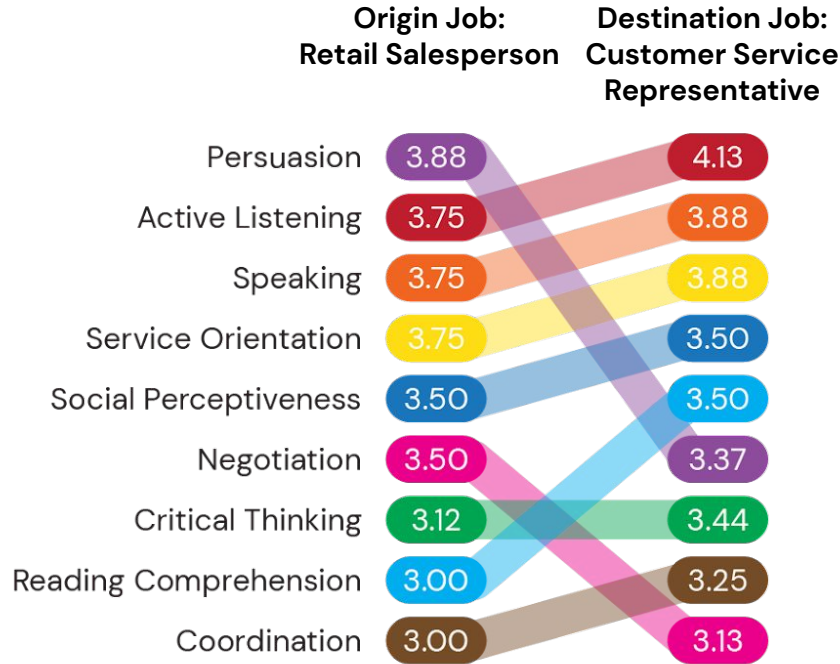 Origin Job:
Retail Salesperson
Destination Job:
Customer Service
Representative
Persuasion 3.88 4.13
Active Listening 3.75 3.88
Speaking 3.75 3.88
Service Orientation 3.75 3.50
Social Perceptiveness 3.50 3.50
Negotiation 3.50 3.37
Critical Thinking 3.12 3.44
Reading Comprehension 3.00 3.25
Coordination 3.00 3.13